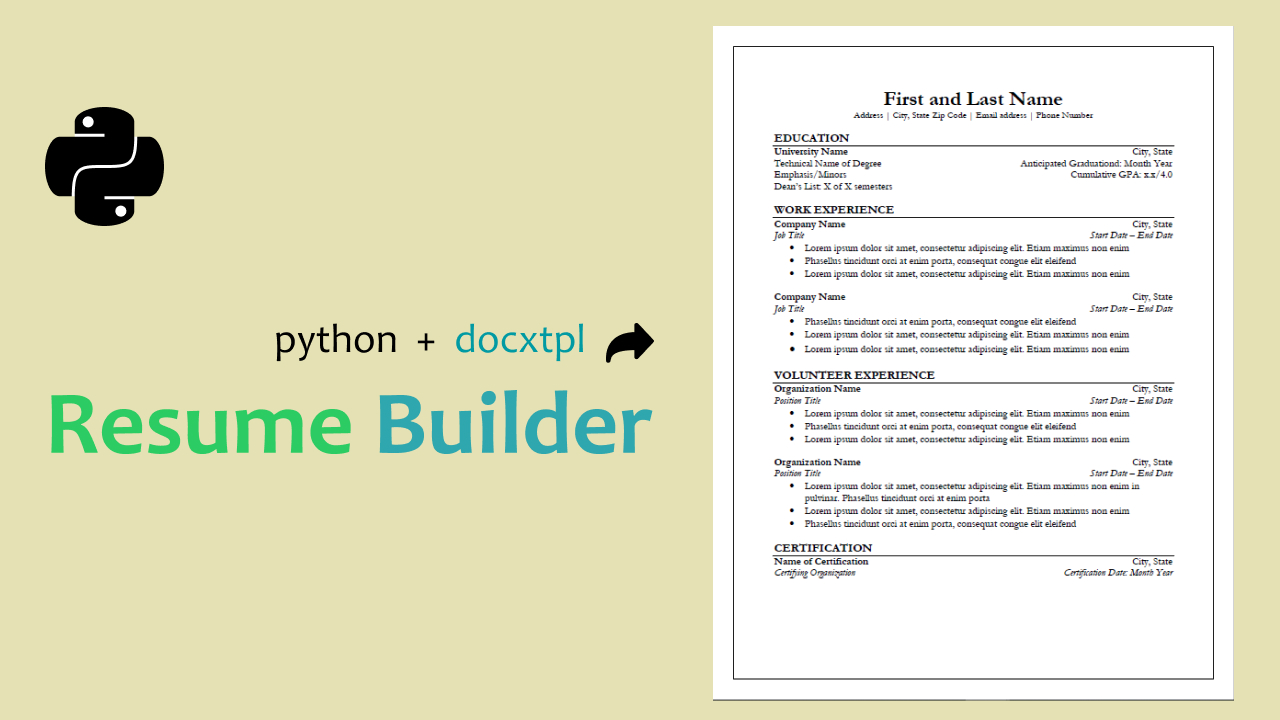 python + docxtpl
Resume Builder
First and Last Name
Address | City, State Zip Code | Email address | Phone Number
EDUCATION
University Name City, State
Technical Name of Degree Anticipated Graduationd: Month Year
Emphasis/Minors Cumulative GPA: x.x/4.0
Dean's List: X of X semesters
WORK EXPERIENCE
Company Name City, State
Job Title Start Date – End Date
• Lorem ipsum dolor sit amet, consectetur adipiscing elit. Etiam maximus non enim
• Phasellus tincidunt orci at enim porta, consequat congue elit eleifend
• Lorem ipsum dolor sit amet, consectetur adipiscing elit. Etiam maximus non enim
Company Name City, State
Job Title Start Date – End Date
• Phasellus tincidunt orci at enim porta, consequat congue elit eleifend
• Lorem ipsum dolor sit amet, consectetur adipiscing elit. Etiam maximus non enim
• Lorem ipsum dolor sit amet, consectetur adipiscing elit. Etiam maximus non enim
VOLUNTEER EXPERIENCE
Organization Name City, State
Position Title Start Date – End Date
• Lorem ipsum dolor sit amet, consectetur adipiscing elit. Etiam maximus non enim
• Phasellus tincidunt orci at enim porta, consequat congue elit eleifend
• Lorem ipsum dolor sit amet, consectetur adipiscing elit. Etiam maximus non enim
Organization Name City, State
Position Title Start Date – End Date
• Lorem ipsum dolor sit amet, consectetur adipiscing elit. Etiam maximus non enim in
pulvinar. Phasellus tincidunt orci at enim porta
• Lorem ipsum dolor sit amet, consectetur adipiscing elit. Etiam maximus non enim
• Phasellus tincidunt orci at enim porta, consequat congue elit eleifend
CERTIFICATION
Name of Certification City, State
Certifying Organization Certification Date: Month Year